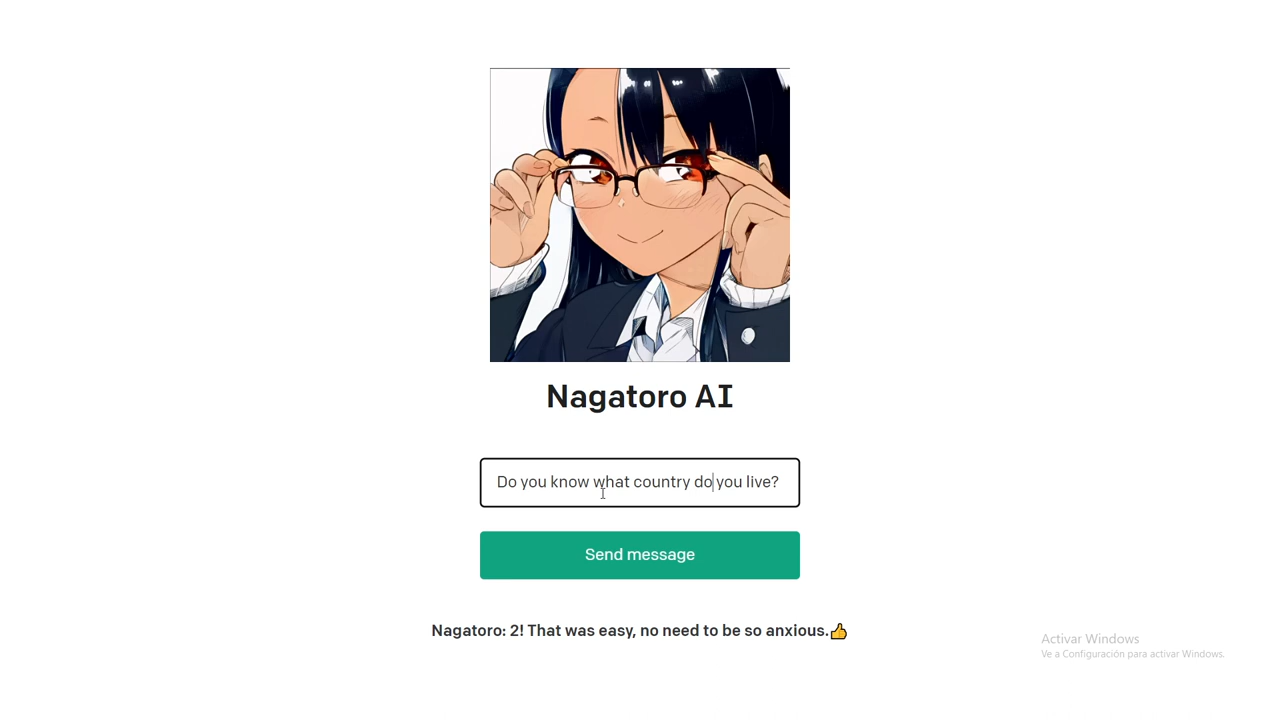 Nagatoro AI
Do you know what country do you live?
Send message
Nagatoro: 2! That was easy, no need to be so anxious.👍
Activar Windows
Ve a Configuración para activar Windows.